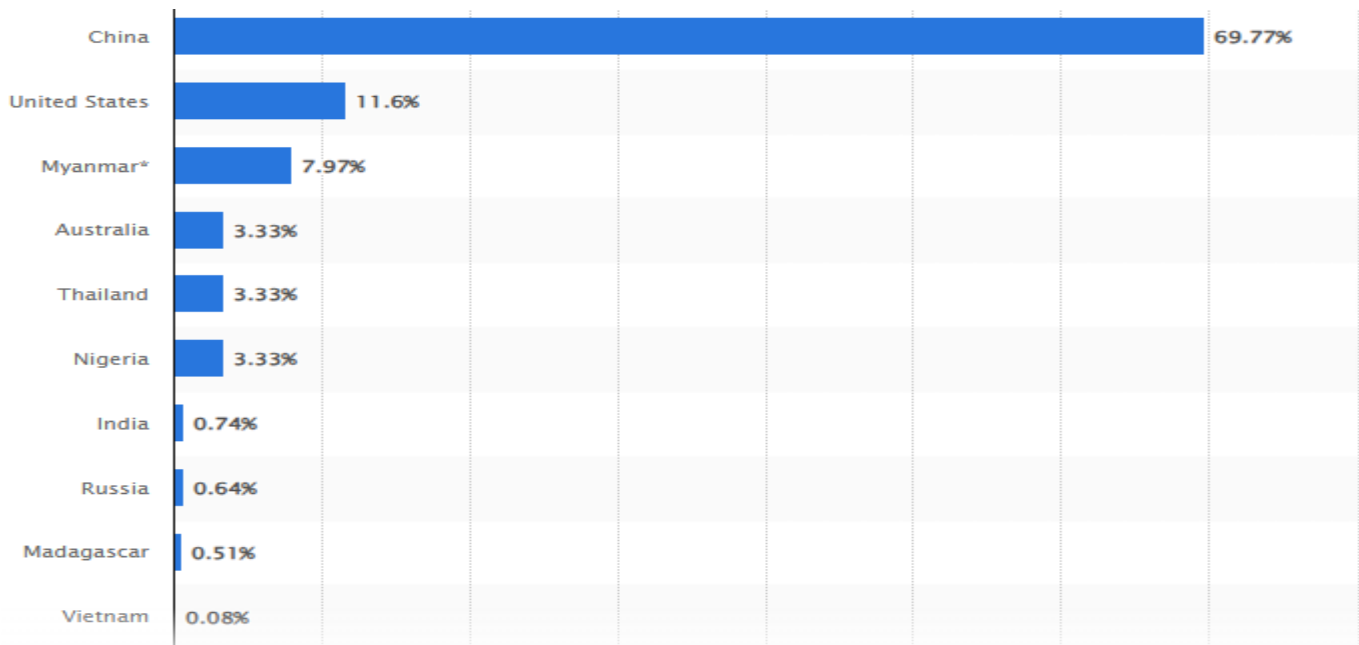 China 69.77%
United States 11.6%
Myanmar* 7.97%
Australia 3.33%
Thailand 3.33%
Nigeria 3.33%
India 0.74%
Russia 0.64%
Madagascar 0.51%
Vietnam 0.08%